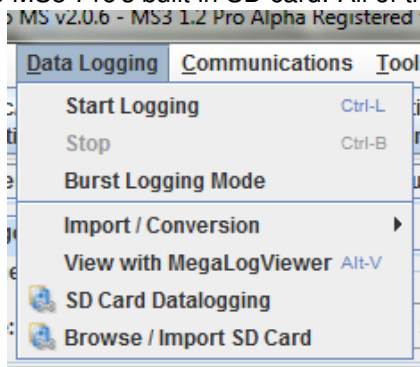 MS v2.0.6 - MS3 1.2 Pro Alpha Registered
Data Logging Communications
Start Logging Ctrl-L
Stop Ctrl-B
Burst Logging Mode
Import / Conversion
View with MegaLogViewer Alt-V
SD Card Datalogging
Browse / Import SD Card